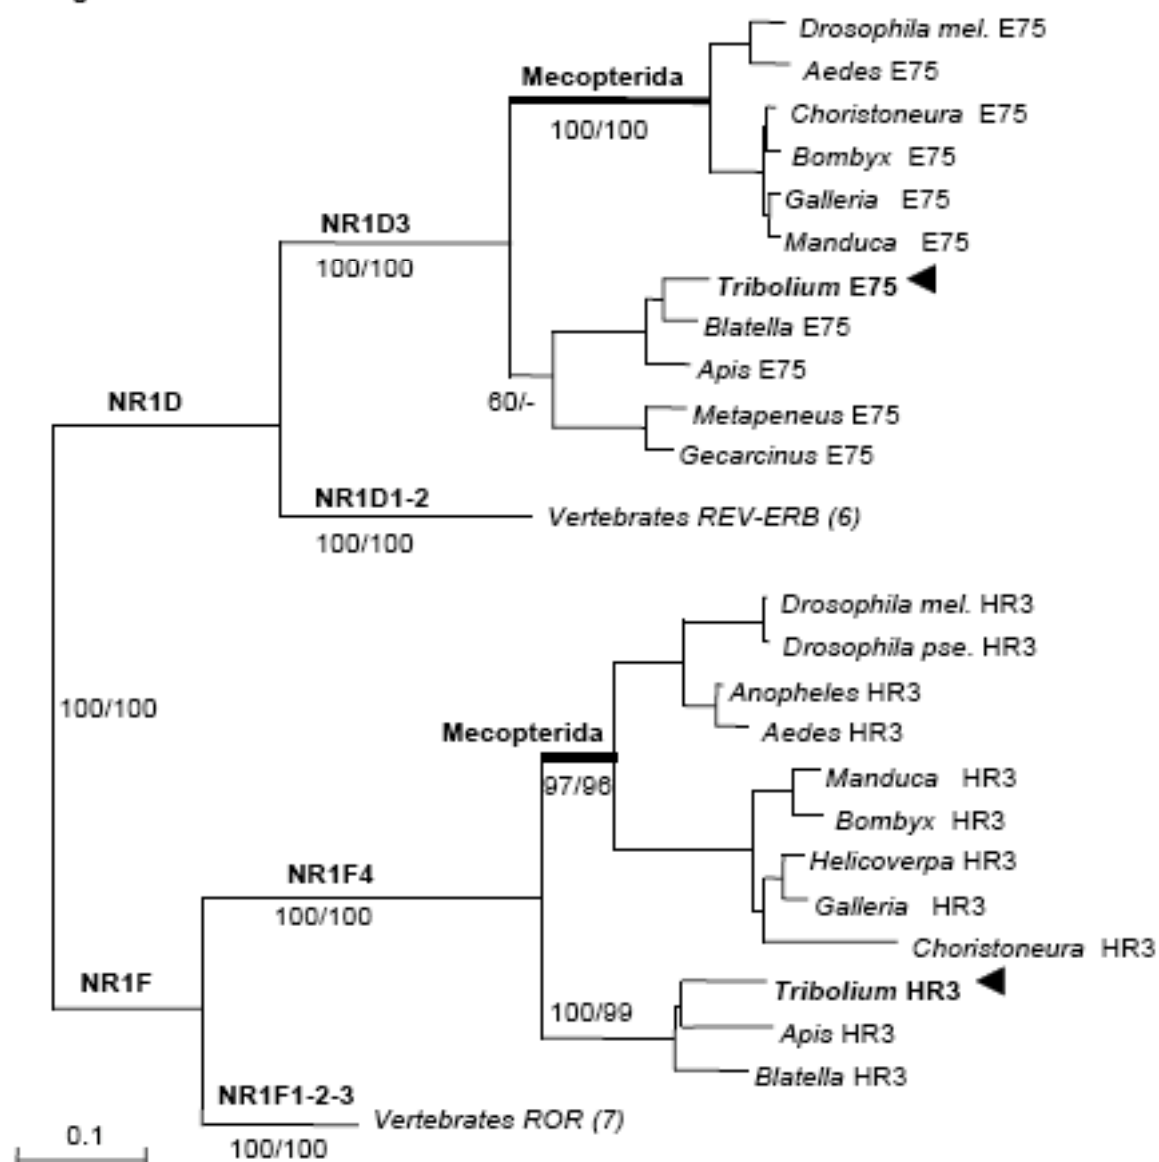 Drosophila mel. E75
Mecopterida
Aedes E75
100/100
Choristoneura E75
Bombyx E75
Galleria E75
NR1D3
Manduca E75
100/100
Tribolium E75
Blatella E75
Apis E75
NR1D
60/-
Metapeneus E75
Gecarcinus E75
NR1D1-2
Vertebrates REV-ERB (6)
100/100
Drosophila mel. HR3
Drosophila pse. HR3
Anopheles HR3
100/100
Mecopterida
Aedes HR3
97/96
Manduca HR3
Bombyx HR3
Helicoverpa HR3
NR1F4
100/100
Galleria HR3
Choristoneura HR3
NR1F
Tribolium HR3
100/99
Apis HR3
Blatella HR3
NR1F1-2-3
Vertebrates ROR (7)
0.1
100/100